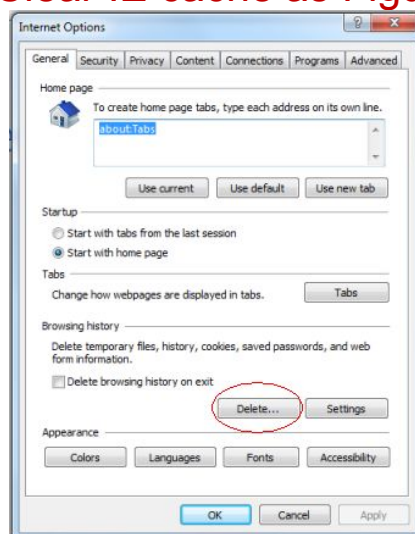 Internet Options
General Security Privacy Content Connections Programs Advanced
Home page
To create home page tabs, type each address on its own line.
about:Tabs
Use current Use default Use new tab
Startup
Start with tabs from the last session
Start with home page
Tabs
Change how webpages are displayed in tabs. Tabs
Browsing history
Delete temporary files, history, cookies, saved passwords, and web
form information.
Delete browsing history on exit
Delete... Settings
Appearance
Colors Languages Fonts Accessibility
OK Cancel Apply